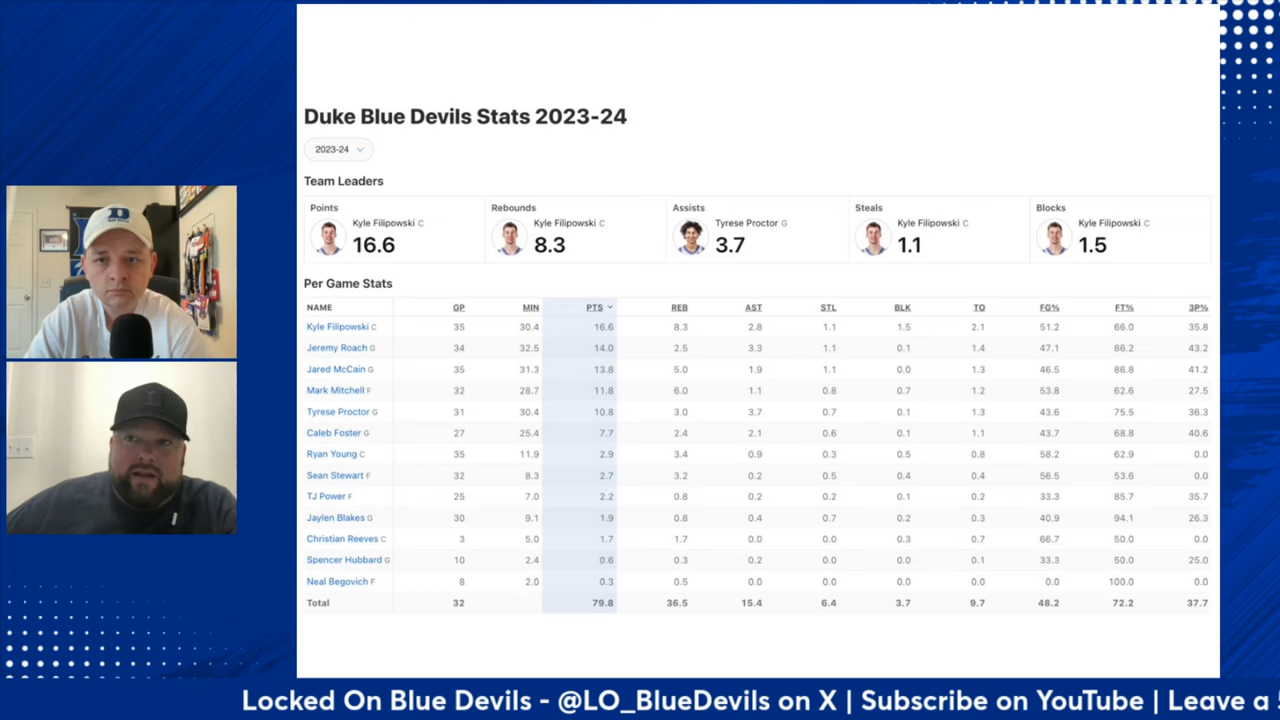 Duke Blue Devils Stats 2023-24
2023-24
Team Leaders
Points Rebounds Assists Steals Blocks
Kyle Filipowski C Kyle Filipowski C Tyrese Proctor G Kyle Filipowski C Kyle Filipowski C
16.6 8.3 3.7 1.1 1.5
Per Game Stats
NAME GP MIN PTS REB AST STL BLK TO FG% FT% 3P%
Kyle Filipowski C 35 30.4 16.6 8.3 2.8 1.1 1.5 2.1 51.2 66.0 35.8
Jeremy Roach G 34 32.5 14.0 2.5 3.3 1.1 0.1 1.4 47.1 86.2 43.2
Jared McCain G 35 31.3 13.8 5.0 1.9 1.1 0.0 1.3 46.5 86.8 41.2
Mark Mitchell F 32 28.7 11.8 6.0 1.1 0.8 0.7 1.2 53.8 62.6 27.5
Tyrese Proctor G 31 30.4 10.8 3.0 3.7 0.7 0.1 1.3 43.6 75.5 36.3
Caleb Foster G 27 25.4 7.7 2.4 2.1 0.6 0.1 1.1 43.7 68.8 40.6
Ryan Young C 35 11.9 2.9 3.4 0.9 0.3 0.5 0.8 58.2 62.9 0.0
Sean Stewart F 32 8.3 2.7 3.2 0.2 0.5 0.4 0.4 56.5 53.6 0.0
TJ Power F 25 7.0 2.2 0.8 0.2 0.2 0.1 0.2 33.3 85.7 35.7
Jaylen Blakes G 30 9.1 1.9 0.8 0.4 0.7 0.2 0.3 40.9 94.1 26.3
Christian Reeves C 3 5.0 1.7 1.7 0.0 0.0 0.3 0.7 66.7 50.0 0.0
Spencer Hubbard G 10 2.4 0.6 0.3 0.2 0.0 0.0 0.1 33.3 50.0 25.0
Neal Begovich F 8 2.0 0.3 0.5 0.0 0.0 0.0 0.0 0.0 100.0 0.0
Total 32 79.8 36.5 15.4 6.4 3.7 9.7 48.2 72.2 37.7
Locked On Blue Devils - @LO_BlueDevils on X | Subscribe on YouTube | Leave a